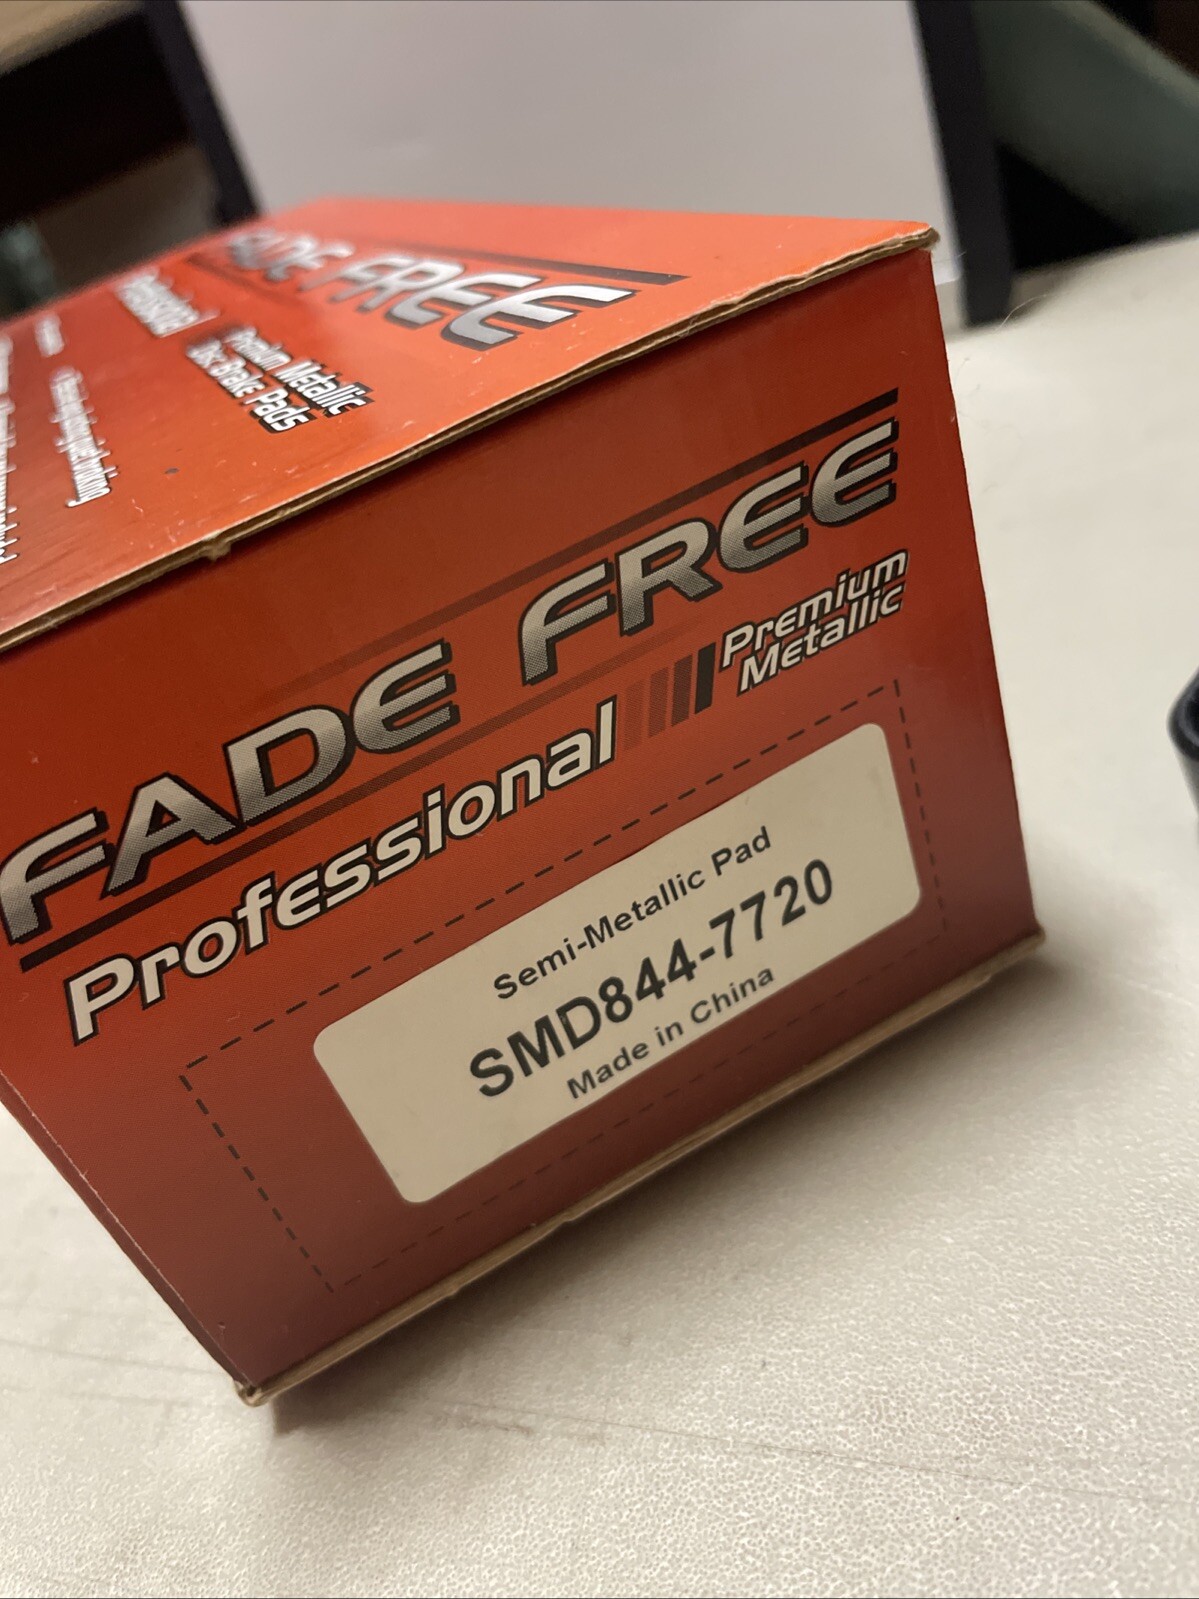 FADE FREE
Professional
Premium Metallic
Disc Brake Pads
FADE FREE
Professional
Premium
Metallic
Semi-Metallic Pad
SMD844-7720
Made in China